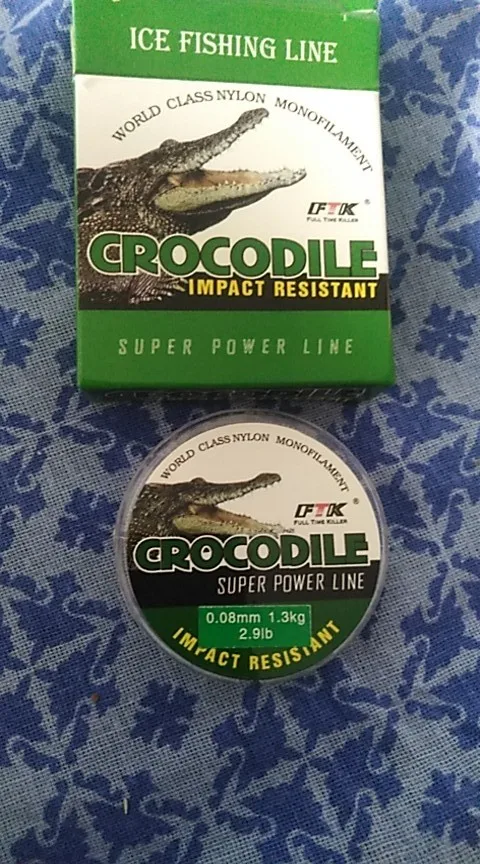 ICE FISHING LINE
WORLD CLASS NYLON MONOFILAMENT
FTK ®
FULL TIME KILLER
CROCODILE
IMPACT RESISTANT
SUPER POWER LINE
WORLD CLASS NYLON MONOFILAMENT
FTK ®
FULL TIME KILLER
CROCODILE
SUPER POWER LINE
0.08mm 1.3kg
2.9lb
IMPACT RESISTANT